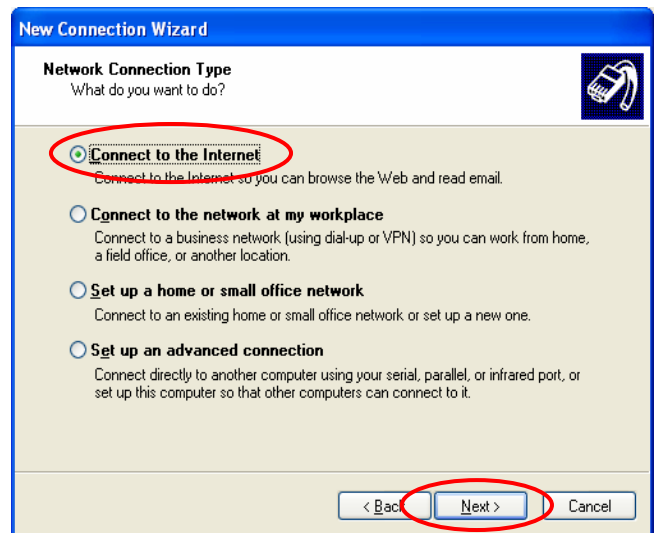 New Connection Wizard
Network Connection Type
What do you want to do?
Connect to the Internet
Connect to the Internet so you can browse the Web and read email.
Connect to the network at my workplace
Connect to a business network (using dial-up or VPN) so you can work from home,
a field office, or another location.
Set up a home or small office network
Connect to an existing home or small office network or set up a new one.
Set up an advanced connection
Connect directly to another computer using your serial, parallel, or infrared port, or
set up this computer so that other computers can connect to it.
< Back Next > Cancel